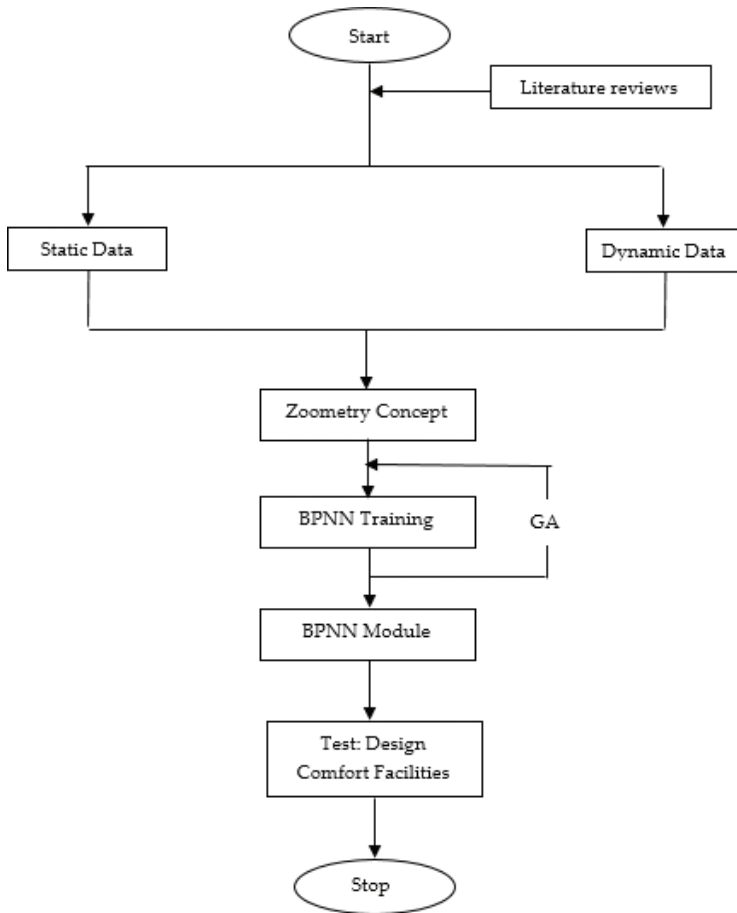 Start
Literature reviews
Static Data
Dynamic Data
Zoometry Concept
BPNN Training
GA
BPNN Module
Test: Design
Comfort Facilities
Stop